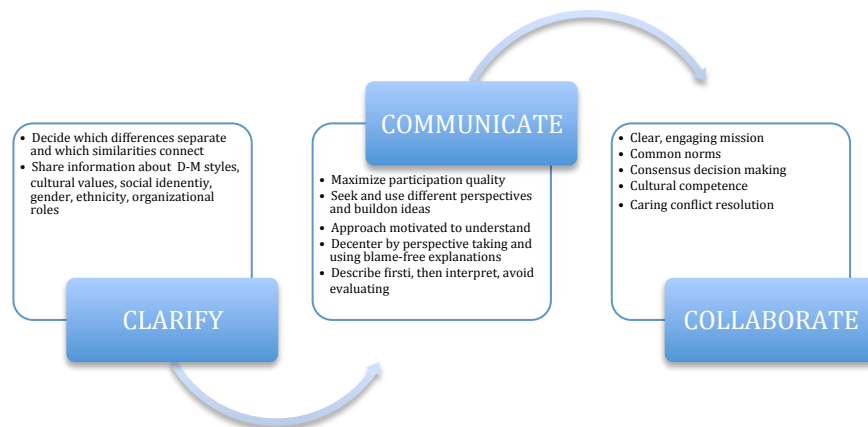 • Decide which differences separate
and which similarities connect
• Share information about D-M styles,
cultural values, social idenentiy,
gender, ethnicity, organizational
roles
CLARIFY
COMMUNICATE
• Maximize participation quality
• Seek and use different perspectives
and buildon ideas
• Approach motivated to understand
• Decenter by perspective taking and
using blame-free explanations
• Describe firsti, then interpret, avoid
evaluating
• Clear, engaging mission
• Common norms
• Consensus decision making
• Cultural competence
• Caring conflict resolution
COLLABORATE